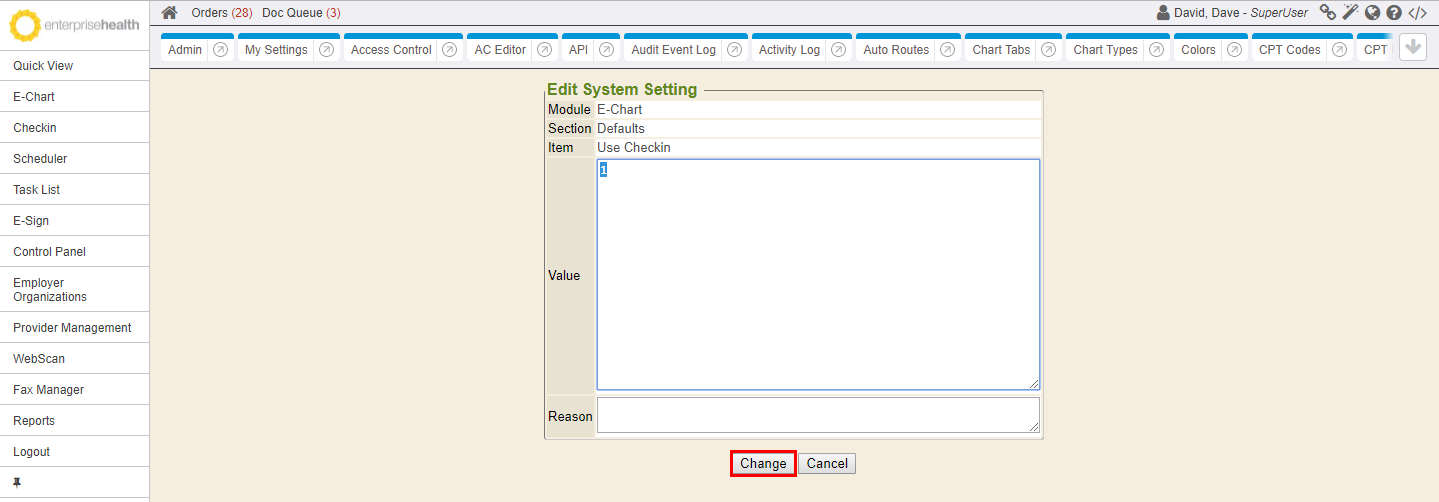 enterprisehealth
Orders (28) Doc Queue (3)
David, Dave - SuperUser
Admin My Settings Access Control AC Editor API Audit Event Log Activity Log Auto Routes Chart Tabs Chart Types Colors CPT Codes CPT
Quick View
E-Chart
Checkin
Scheduler
Task List
E-Sign
Control Panel
Employer
Organizations
Provider Management
WebScan
Fax Manager
Reports
Logout
Edit System Setting
Module E-Chart
Section Defaults
Item Use Checkin
Value 1
Reason
Change Cancel